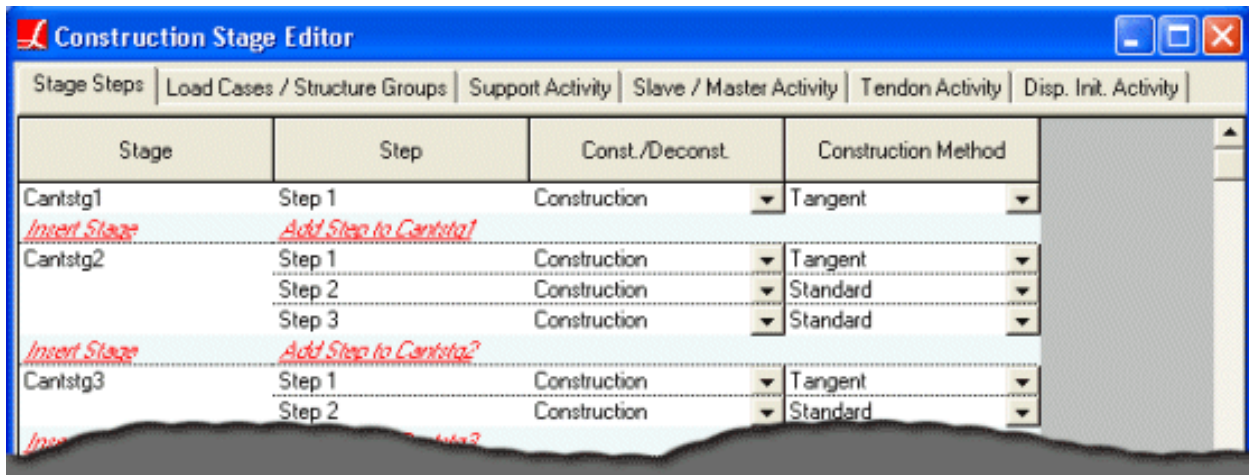 Construction Stage Editor
Stage Steps Load Cases / Structure Groups Support Activity Slave / Master Activity Tendon Activity Disp. Init. Activity
Stage Step Const./Deconst. Construction Method
Cantstg1 Step 1 Construction Tangent
Insert Stage Add Step to Cantstg1
Cantstg2 Step 1 Construction Tangent
Step 2 Construction Standard
Step 3 Construction Standard
Insert Stage Add Step to Cantstg2
Cantstg3 Step 1 Construction Tangent
Step 2 Construction Standard